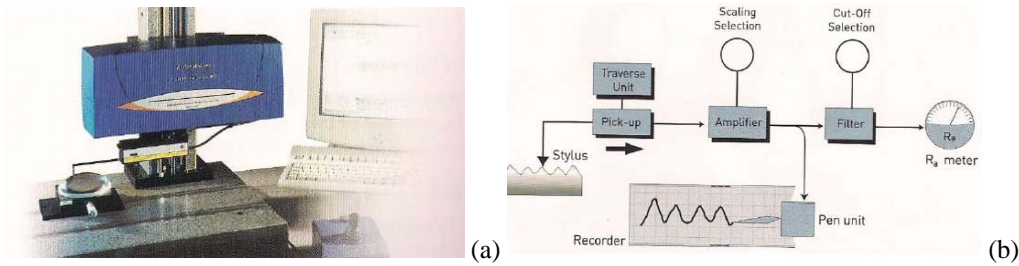 (a)
Scaling
Selection
Cut-Off
Selection
Traverse
Unit
Pick-up
Amplifier
Filter
Rₐ
Rₐ meter
Stylus
Pen unit
Recorder
(b)